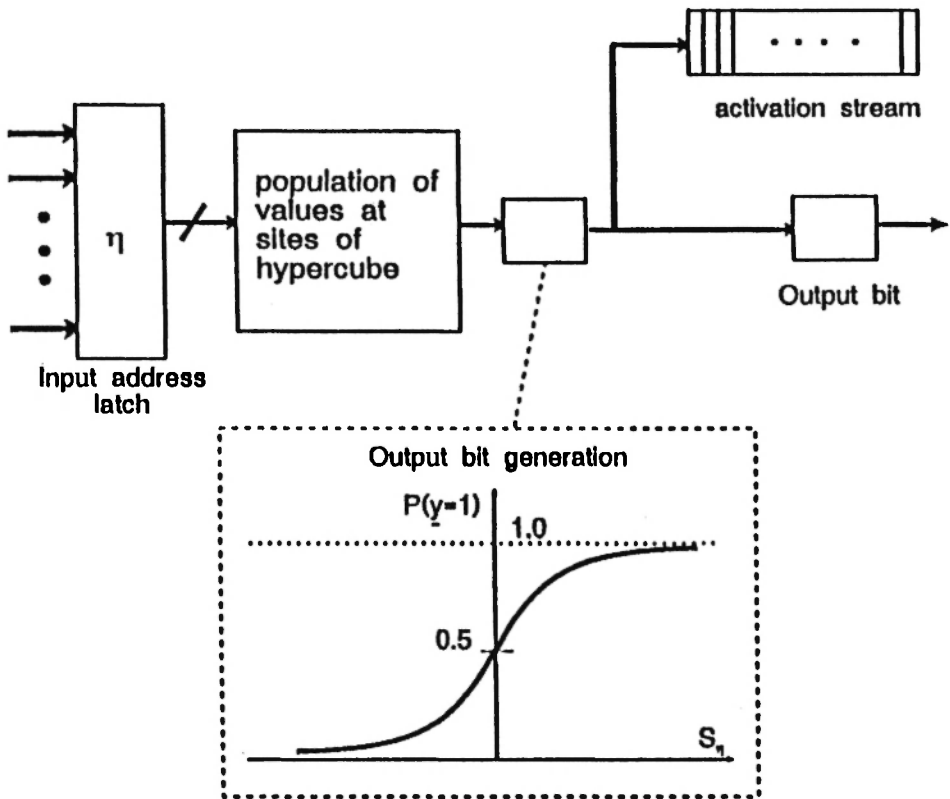 activation stream
η
population of
values at
sites of
hypercube
Output bit
Input address
latch
Output bit generation
P(y=1)
1.0
0.5
Sη